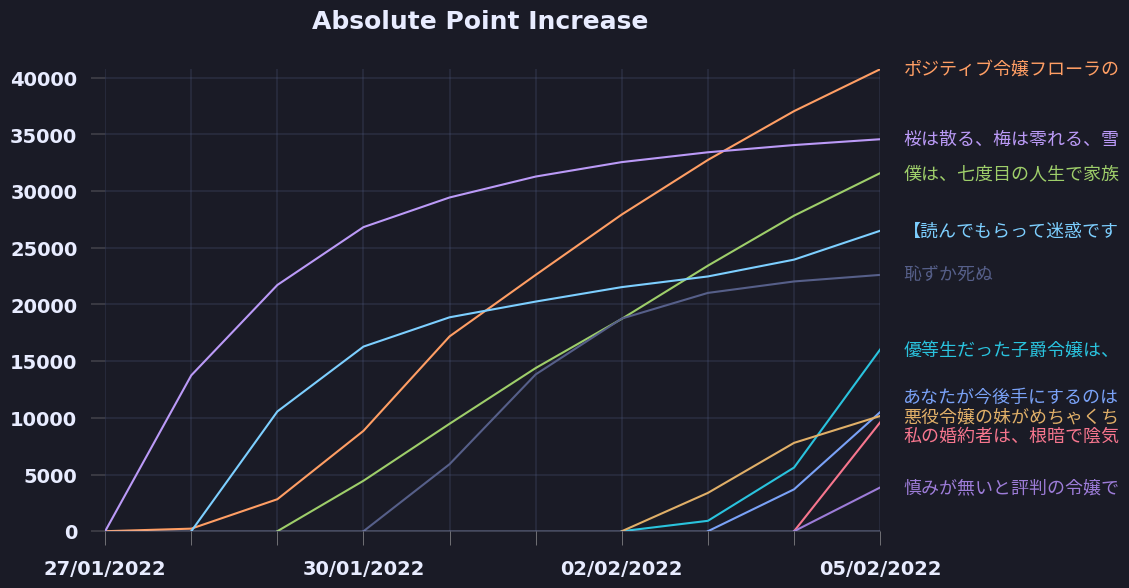 Absolute Point Increase
40000
35000
30000
25000
20000
15000
10000
5000
0
27/01/2022
30/01/2022
02/02/2022
05/02/2022
ポジティブ令嬢フローラの
桜は散る、梅は零れる、雪
僕は、七度目の人生で家族
【読んでもらって迷惑です
恥ずか死ぬ
優等生だった子爵令嬢は、
あなたが今後手にするのは
悪役令嬢の妹がめちゃくち
私の婚約者は、根暗で陰気
慎みが無いと評判の令嬢で